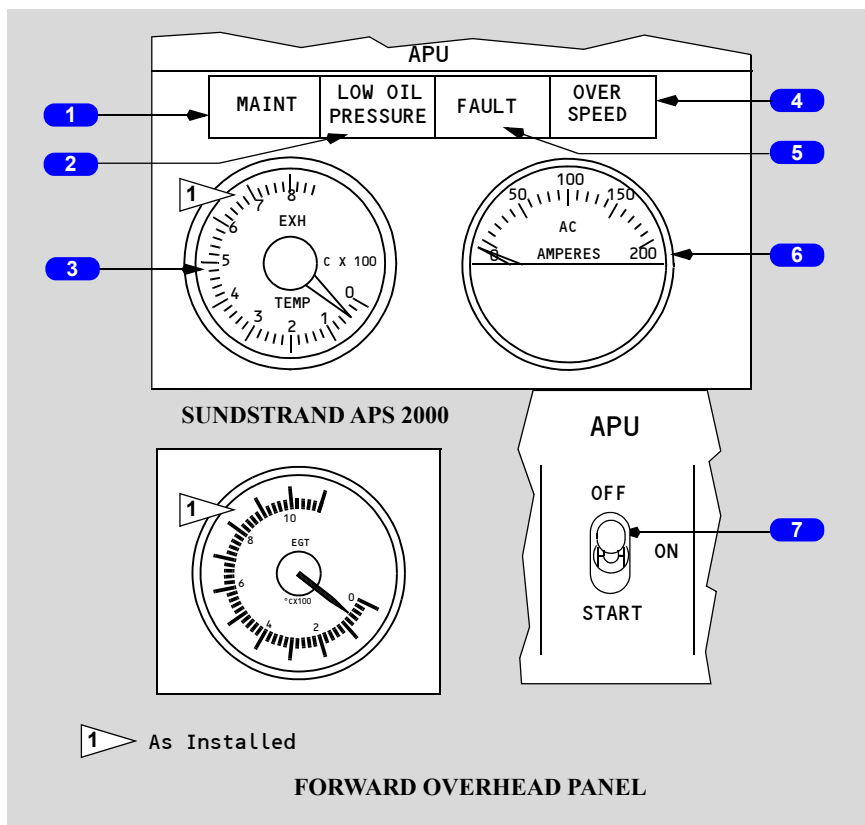 APU
MAINT
LOW OIL
PRESSURE
FAULT
OVER
SPEED
1
2
3
4
5
6
7
1
8
7
6
5
4
3
2
1
0
EXH
C X 100
TEMP
0
50
100
150
200
AC
AMPERES
SUNDSTRAND APS 2000
1
10
8
6
4
2
0
EGT
°CX100
APU
OFF
ON
START
1 As Installed
FORWARD OVERHEAD PANEL